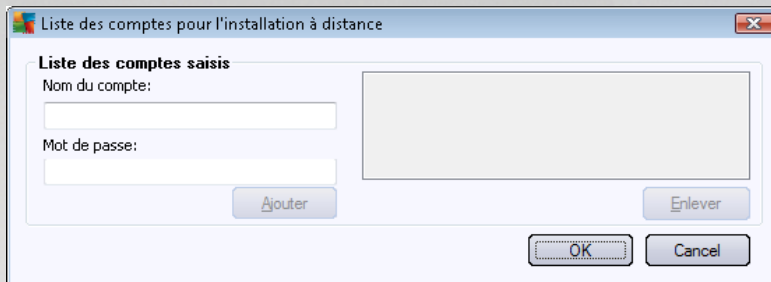 Liste des comptes pour l'installation à distance
Liste des comptes saisis
Nom du compte:
Mot de passe:
Ajouter
Enlever
OK
Cancel